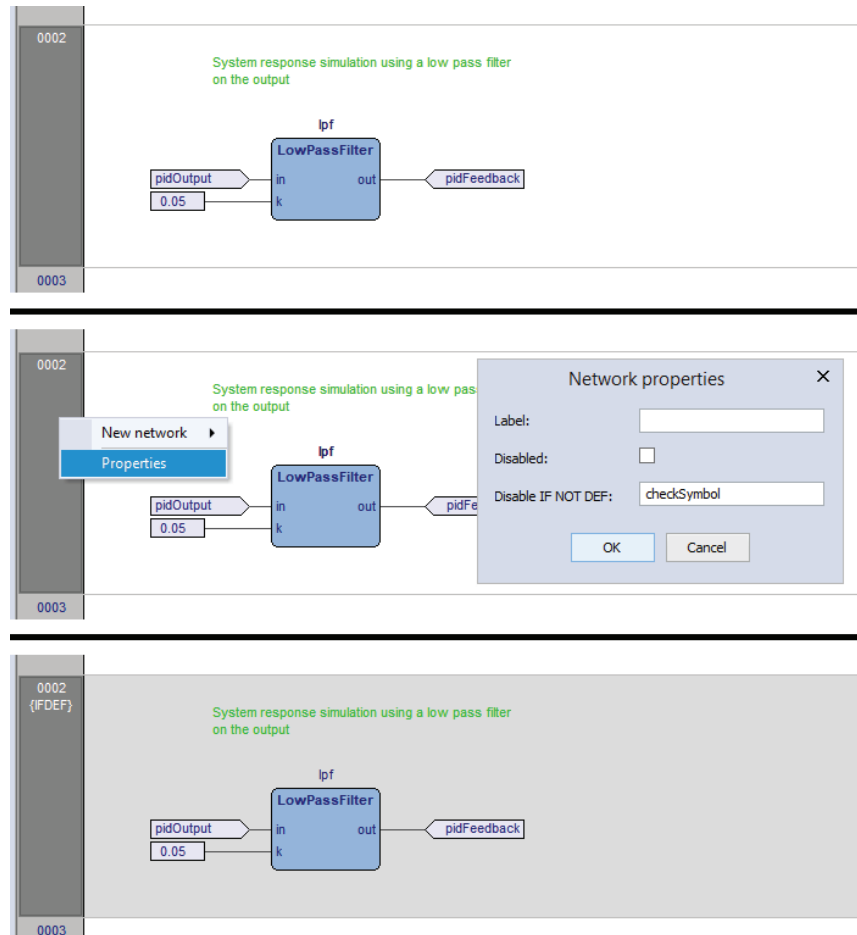 0002
System response simulation using a low pass filter
on the output
lpf
LowPassFilter
pidOutput in out pidFeedback
0.05 k
0003
0002
System response simulation using a low pas
on the output
New network
Properties
lpf
LowPassFilter
pidOutput in out pidFe
0.05 k
Network properties
Label:
Disabled:
Disable IF NOT DEF: checkSymbol
OK Cancel
0003
0002
{IFDEF}
System response simulation using a low pass filter
on the output
lpf
LowPassFilter
pidOutput in out pidFeedback
0.05 k
0003